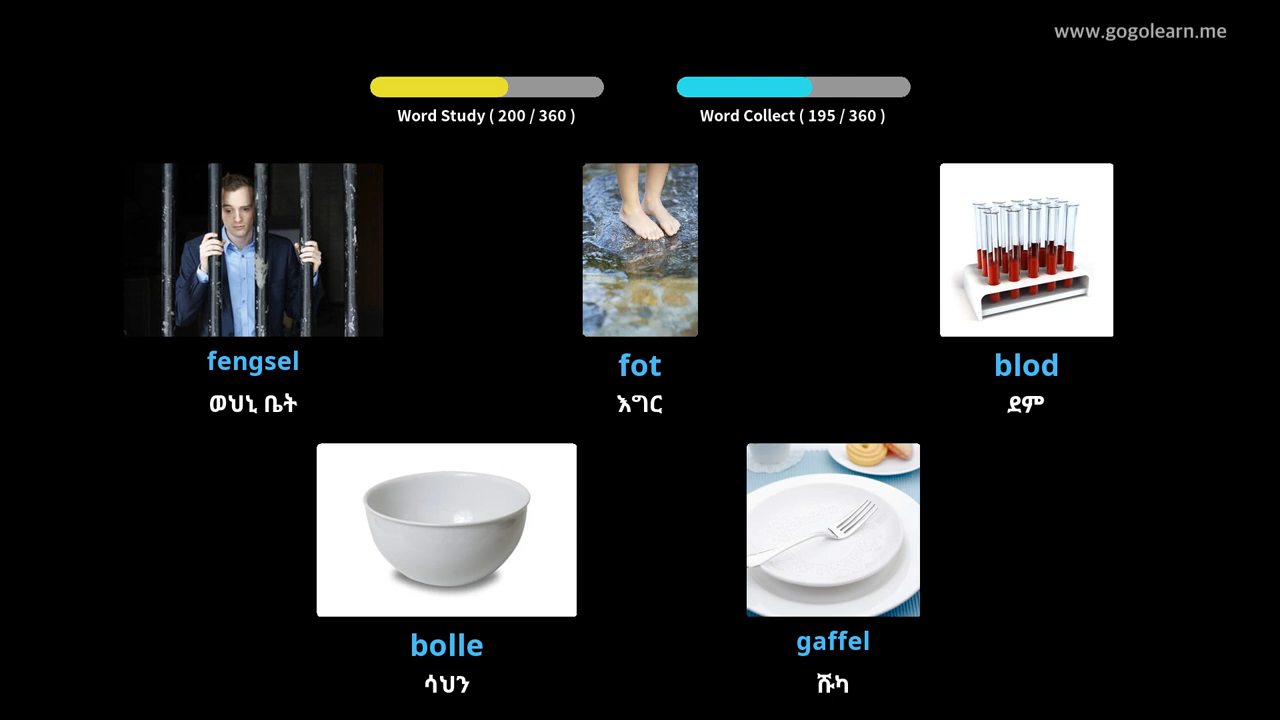 www.gogolearn.me
Word Study ( 200 / 360 )
Word Collect ( 195 / 360 )
fengsel
ወህኒ ቤት
fot
እግር
blod
ደም
bolle
ሳህን
gaffel
ሹካ